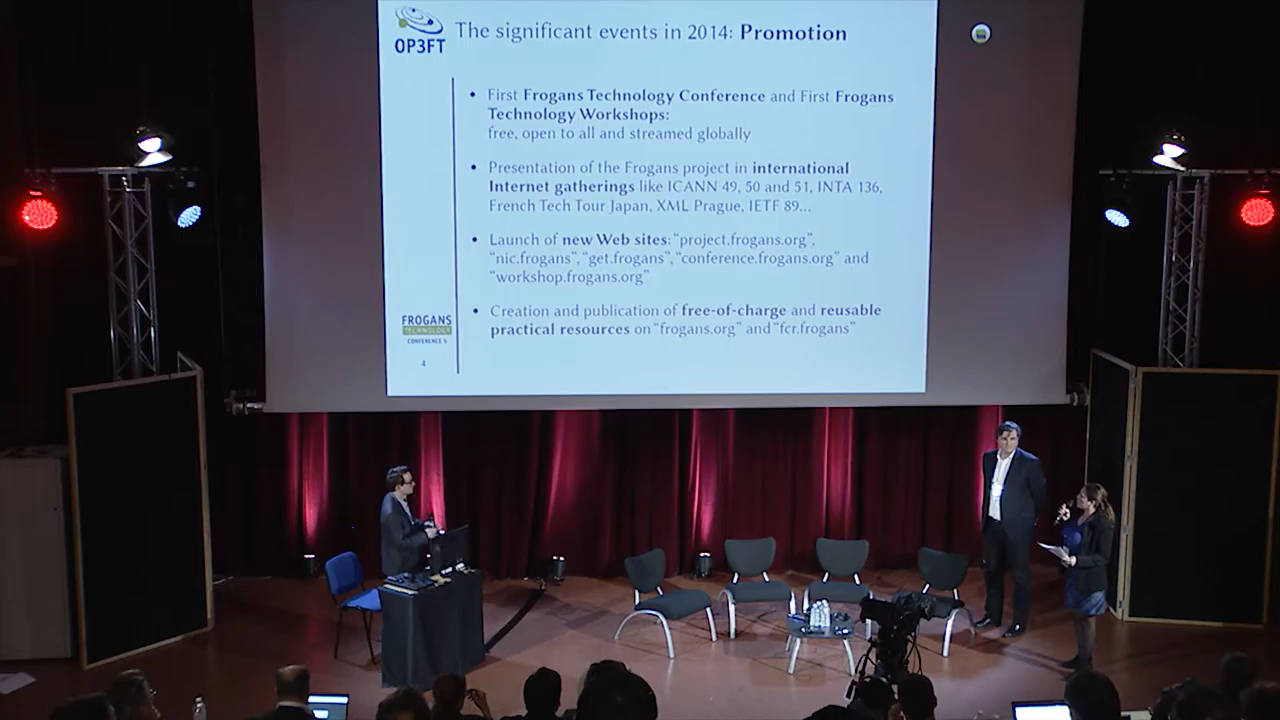 OP3FT
The significant events in 2014: Promotion
• First Frogans Technology Conference and First Frogans
Technology Workshops:
free, open to all and streamed globally
• Presentation of the Frogans project in international
Internet gatherings like ICANN 49, 50 and 51, INTA 136,
French Tech Tour Japan, XML Prague, IETF 89...
• Launch of new Web sites: “project.frogans.org”,
“nic.frogans”, “get.frogans”, “conference.frogans.org” and
“workshop.frogans.org”
• Creation and publication of free-of-charge and reusable
practical resources on “frogans.org” and “fcr.frogans”
FROGANS
TECHNOLOGY
CONFERENCE 5
4